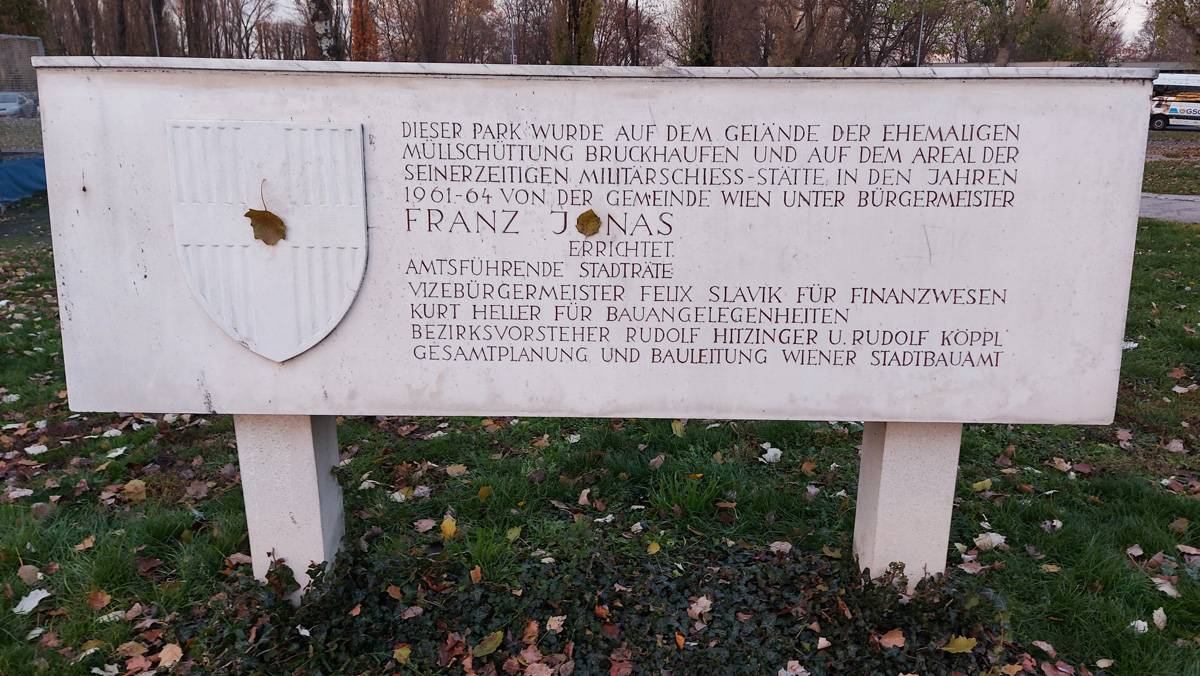 DIESER PARK WURDE AUF DEM GELÄNDE DER EHEMALIGEN
MÜLLSCHÜTTUNG BRUCKHAUFEN UND AUF DEM AREAL DER
SEINERZEITIGEN MILITÄRSCHIESS-STÄTTE IN DEN JAHREN
1961-64 VON DER GEMEINDE WIEN UNTER BÜRGERMEISTER
FRANZ JONAS
ERRICHTET.
AMTSFÜHRENDE STADTRÄTE
VIZEBÜRGERMEISTER FELIX SLAVIK FÜR FINANZWESEN
KURT HELLER FÜR BAUANGELEGENHEITEN
BEZIRKSVORSTEHER RUDOLF HITZINGER U. RUDOLF KÖPPL
GESAMTPLANUNG UND BAULEITUNG WIENER STADTBAUAMT